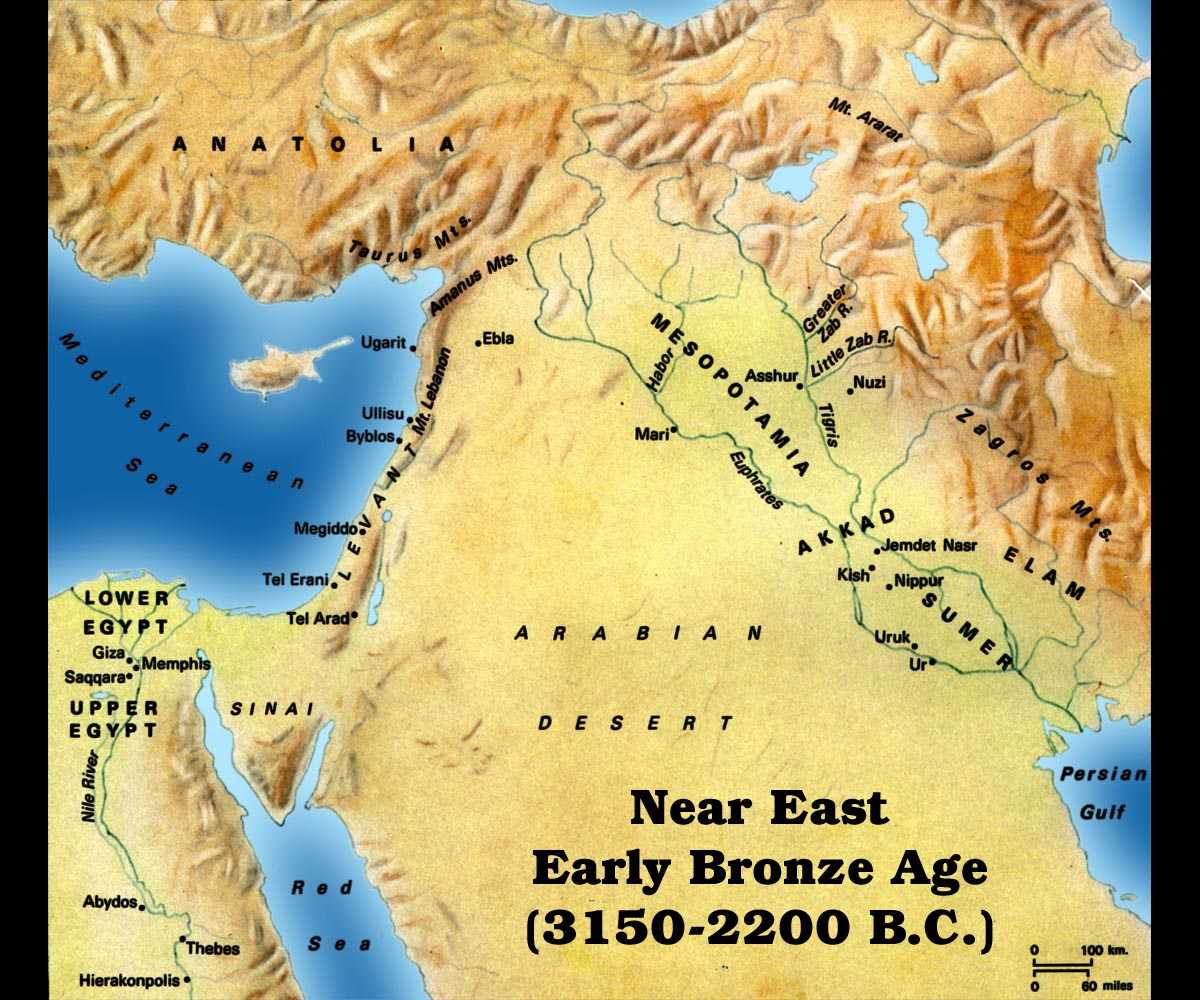 Mt. Ararat
ANATOLIA
Taurus Mts.
Amanus Mts.
Greater
Zab R.
Little Zab R.
MESOPOTAMIA
Habor
Mediterranean
Sea
Ugarit
Ebla
Mt. Lebanon
Asshur
Nuzi
Tigris
Ullisu
Byblos
Mari
Euphrates
Zagros Mts.
LEVANT
Megiddo
AKKAD
Jemdet Nasr
ELAM
Kish
Nippur
SUMER
Tel Erani
Tel Arad
LOWER
EGYPT
ARABIAN
DESERT
Uruk
Ur
Giza
Memphis
Saqqara
UPPER
EGYPT
SINAI
Nile River
Persian
Gulf
Near East
Early Bronze Age
(3150-2200 B.C.)
Red
Sea
Abydos
Thebes
Hierakonpolis
0 100 km.
0 60 miles